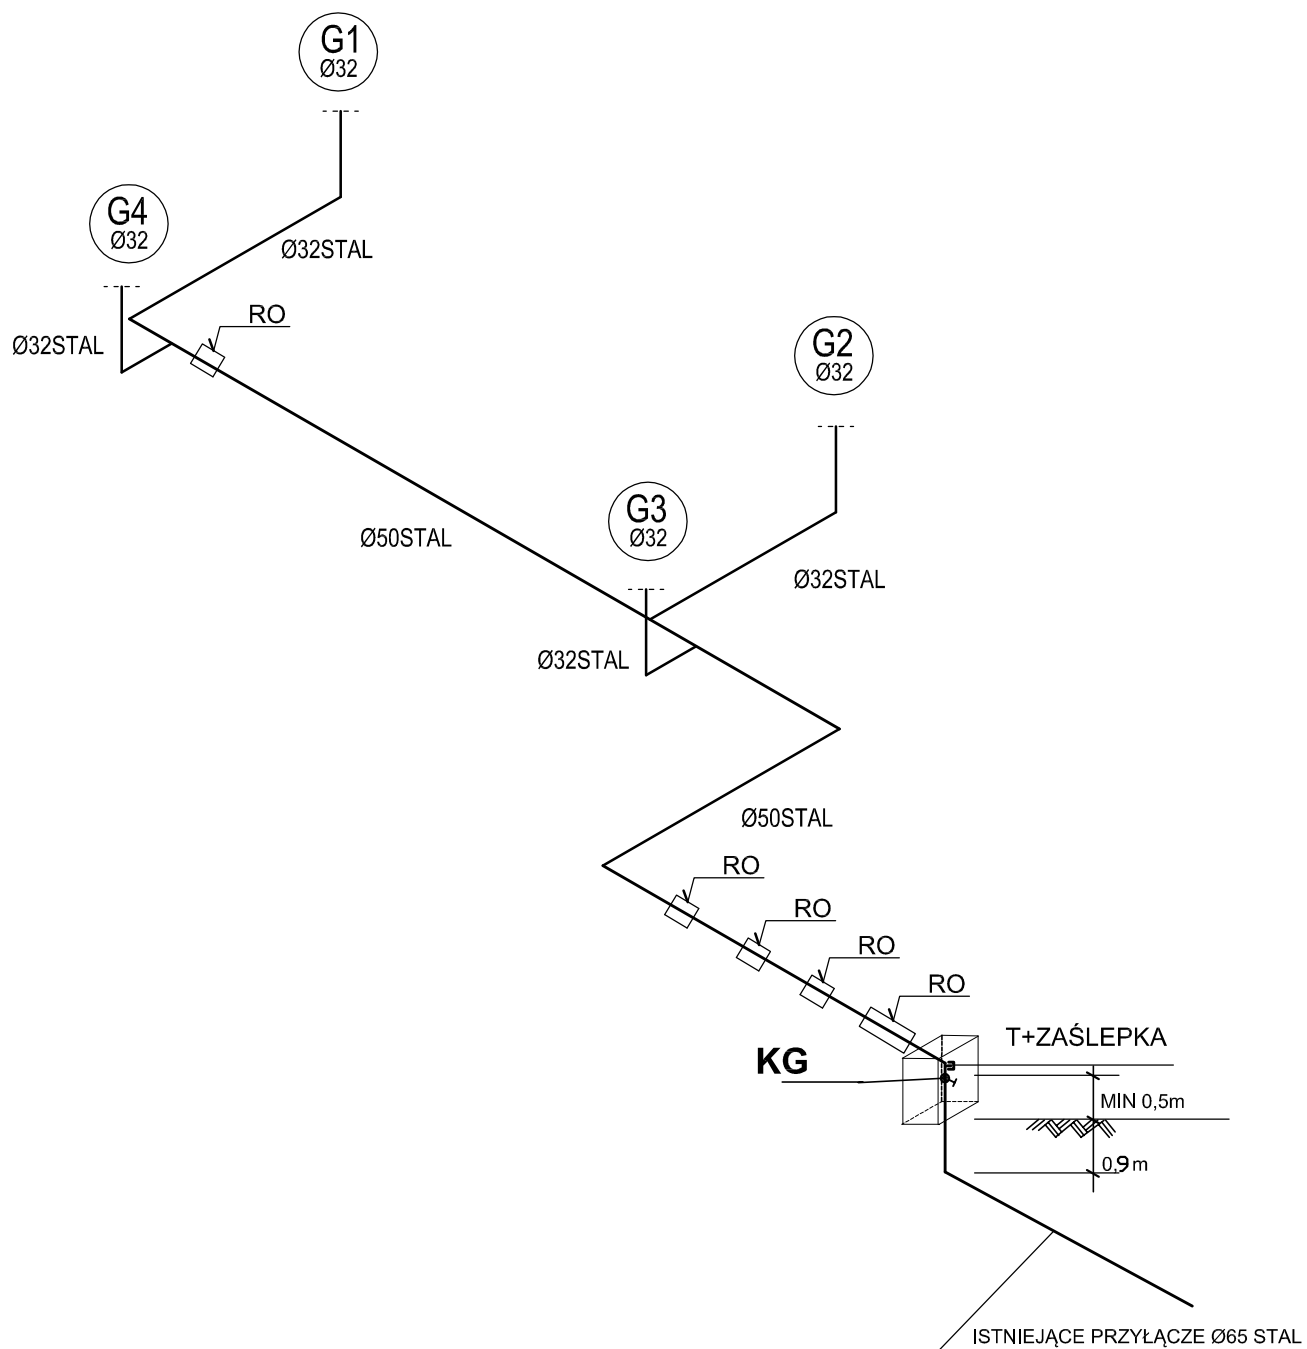 G1
Ø32
G4
Ø32
Ø32STAL
RO
Ø32STAL
G2
Ø32
G3
Ø32
Ø50STAL
Ø32STAL
Ø32STAL
Ø50STAL
RO
RO
RO
RO
T+ZAŚLEPKA
KG
MIN 0,5m
0,9m
ISTNIEJĄCE PRZYŁĄCZE Ø65 STAL